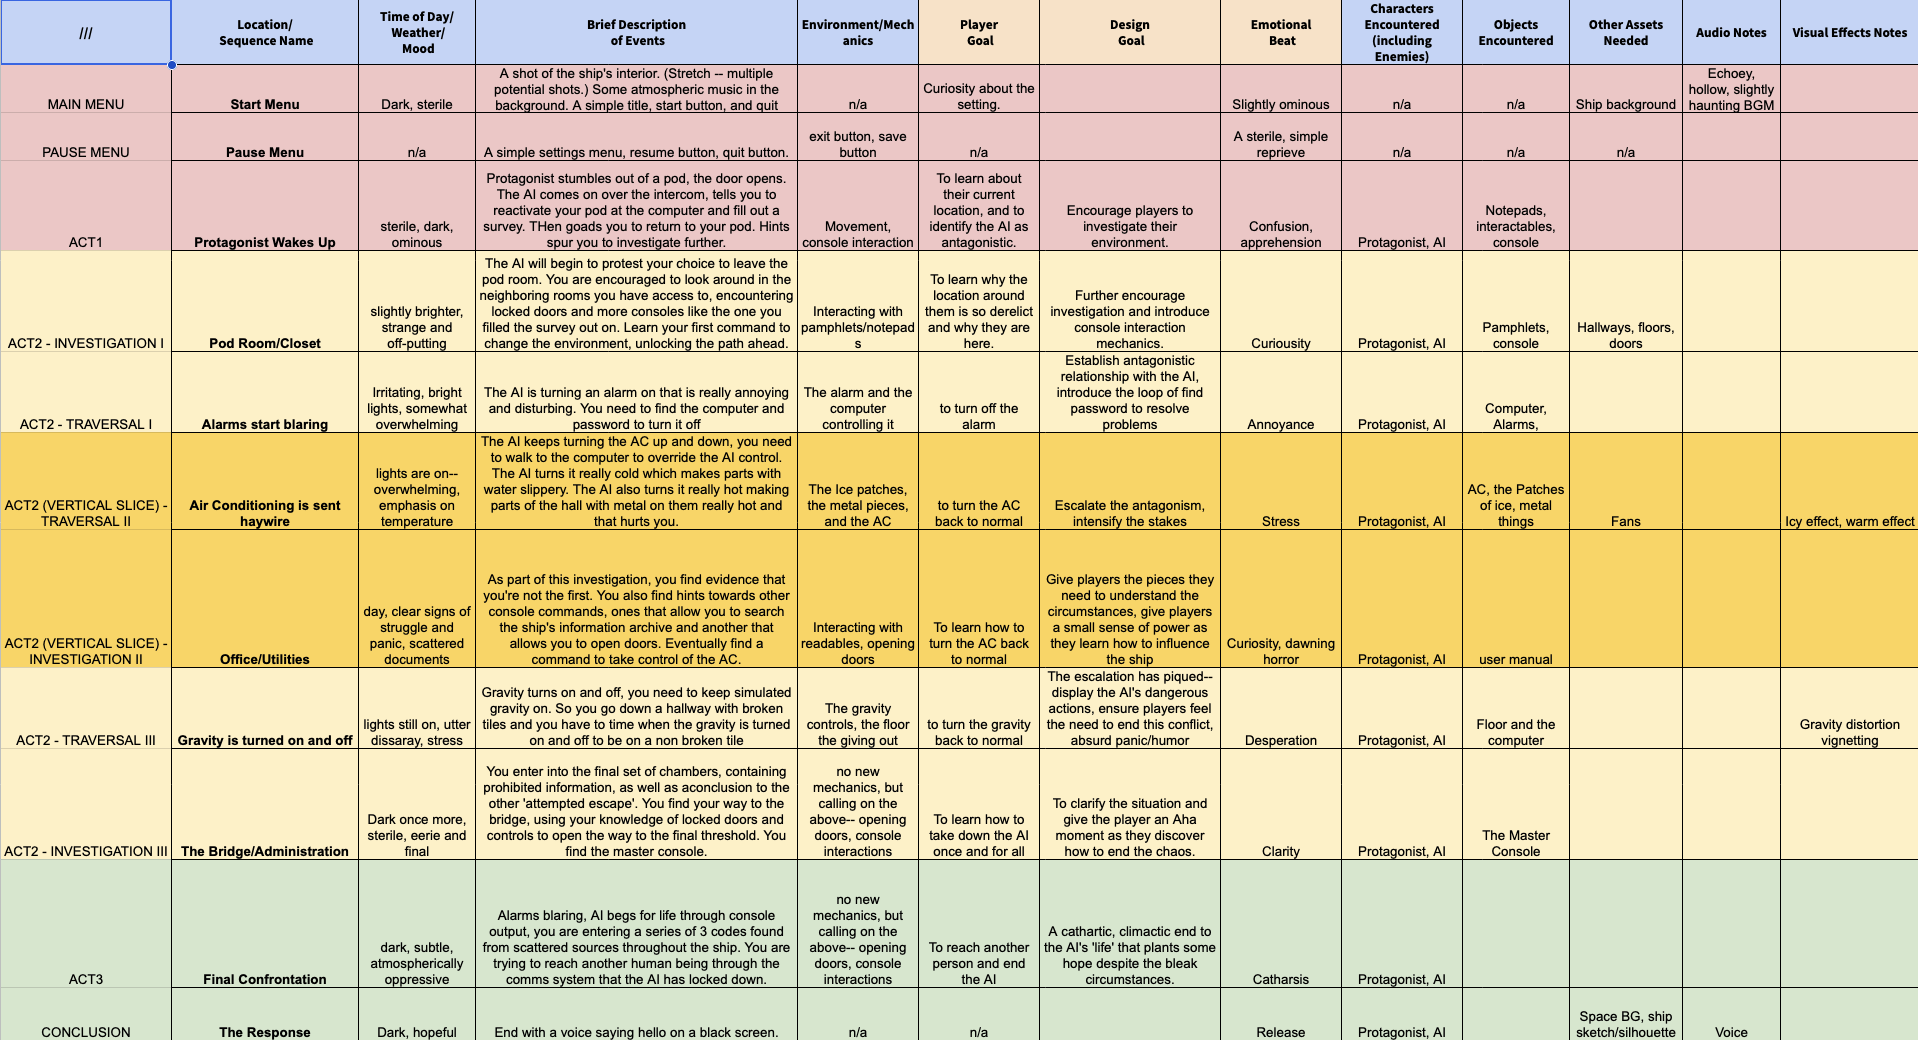 ///
Location/
Sequence Name
Time of Day/
Weather/
Mood
Brief Description
of Events
Environment/Mech
anics
Player
Goal
Design
Goal
Emotional
Beat
Characters
Encountered
(including
Enemies)
Objects
Encountered
Other Assets
Needed
Audio Notes
Visual Effects Notes
MAIN MENU
Start Menu
Dark, sterile
A shot of the ship's interior. (Stretch -- multiple
potential shots.) Some atmospheric music in the
background. A simple title, start button, and quit
n/a
Curiosity about the
setting.
Slightly ominous
n/a
n/a
Ship background
Echoey,
hollow, slightly
haunting BGM
PAUSE MENU
Pause Menu
n/a
A simple settings menu, resume button, quit button.
exit button, save
button
n/a
A sterile, simple
reprieve
n/a
n/a
n/a
ACT1
Protagonist Wakes Up
sterile, dark,
ominous
Protagonist stumbles out of a pod, the door opens.
The AI comes on over the intercom, tells you to
reactivate your pod at the computer and fill out a
survey. THen goads you to return to your pod. Hints
spur you to investigate further.
Movement,
console interaction
To learn about
their current
location, and to
identify the AI as
antagonistic.
Encourage players to
investigate their
environment.
Confusion,
apprehension
Protagonist, AI
Notepads,
interactables,
console
ACT2 - INVESTIGATION I
Pod Room/Closet
slightly brighter,
strange and
off-putting
The AI will begin to protest your choice to leave the
pod room. You are encouraged to look around in the
neighboring rooms you have access to, encountering
locked doors and more consoles like the one you
filled the survey out on. Learn your first command to
change the environment, unlocking the path ahead.
Interacting with
pamphlets/notepad
s
To learn why the
location around
them is so derelict
and why they are
here.
Further encourage
investigation and introduce
console interaction
mechanics.
Curiousity
Protagonist, AI
Pamphlets,
console
Hallways, floors,
doors
ACT2 - TRAVERSAL I
Alarms start blaring
Irritating, bright
lights, somewhat
overwhelming
The AI is turning an alarm on that is really annoying
and disturbing. You need to find the computer and
password to turn it off
The alarm and the
computer
controlling it
to turn off the
alarm
Establish antagonistic
relationship with the AI,
introduce the loop of find
password to resolve
problems
Annoyance
Protagonist, AI
Computer,
Alarms,
ACT2 (VERTICAL SLICE) -
TRAVERSAL II
Air Conditioning is sent
haywire
lights are on--
overwhelming,
emphasis on
temperature
The AI keeps turning the AC up and down, you need
to walk to the computer to override the AI control.
The AI turns it really cold which makes parts with
water slippery. The AI also turns it really hot making
parts of the hall with metal on them really hot and
that hurts you.
The Ice patches,
the metal pieces,
and the AC
to turn the AC
back to normal
Escalate the antagonism,
intensify the stakes
Stress
Protagonist, AI
AC, the Patches
of ice, metal
things
Fans
Icy effect, warm effect
ACT2 (VERTICAL SLICE) -
INVESTIGATION II
Office/Utilities
day, clear signs of
struggle and
panic, scattered
documents
As part of this investigation, you find evidence that
you're not the first. You also find hints towards other
console commands, ones that allow you to search
the ship's information archive and another that
allows you to open doors. Eventually find a
command to take control of the AC.
Interacting with
readables, opening
doors
To learn how to
turn the AC back
to normal
Give players the pieces they
need to understand the
circumstances, give players
a small sense of power as
they learn how to influence
the ship
Curiosity, dawning
horror
Protagonist, AI
user manual
ACT2 - TRAVERSAL III
Gravity is turned on and off
lights still on, utter
dissaray, stress
Gravity turns on and off, you need to keep simulated
gravity on. So you go down a hallway with broken
tiles and you have to time when the gravity is turned
on and off to be on a non broken tile
The gravity
controls, the floor
the giving out
to turn the gravity
back to normal
The escalation has piqued--
display the AI's dangerous
actions, ensure players feel
the need to end this conflict,
absurd panic/humor
Desperation
Protagonist, AI
Floor and the
computer
Gravity distortion
vignetting
ACT2 - INVESTIGATION III
The Bridge/Administration
Dark once more,
sterile, eerie and
final
You enter into the final set of chambers, containing
prohibited information, as well as aconclusion to the
other 'attempted escape'. You find your way to the
bridge, using your knowledge of locked doors and
controls to open the way to the final threshold. You
find the master console.
no new
mechanics, but
calling on the
above-- opening
doors, console
interactions
To learn how to
take down the AI
once and for all
To clarify the situation and
give the player an Aha
moment as they discover
how to end the chaos.
Clarity
Protagonist, AI
The Master
Console
ACT3
Final Confrontation
dark, subtle,
atmospherically
oppressive
Alarms blaring, AI begs for life through console
output, you are entering a series of 3 codes found
from scattered sources throughout the ship. You are
trying to reach another human being through the
comms system that the AI has locked down.
no new
mechanics, but
calling on the
above-- opening
doors, console
interactions
To reach another
person and end
the AI
A cathartic, climactic end to
the AI's 'life' that plants some
hope despite the bleak
circumstances.
Catharsis
Protagonist, AI
CONCLUSION
The Response
Dark, hopeful
End with a voice saying hello on a black screen.
n/a
n/a
Release
Protagonist, AI
Space BG, ship
sketch/silhouette
Voice